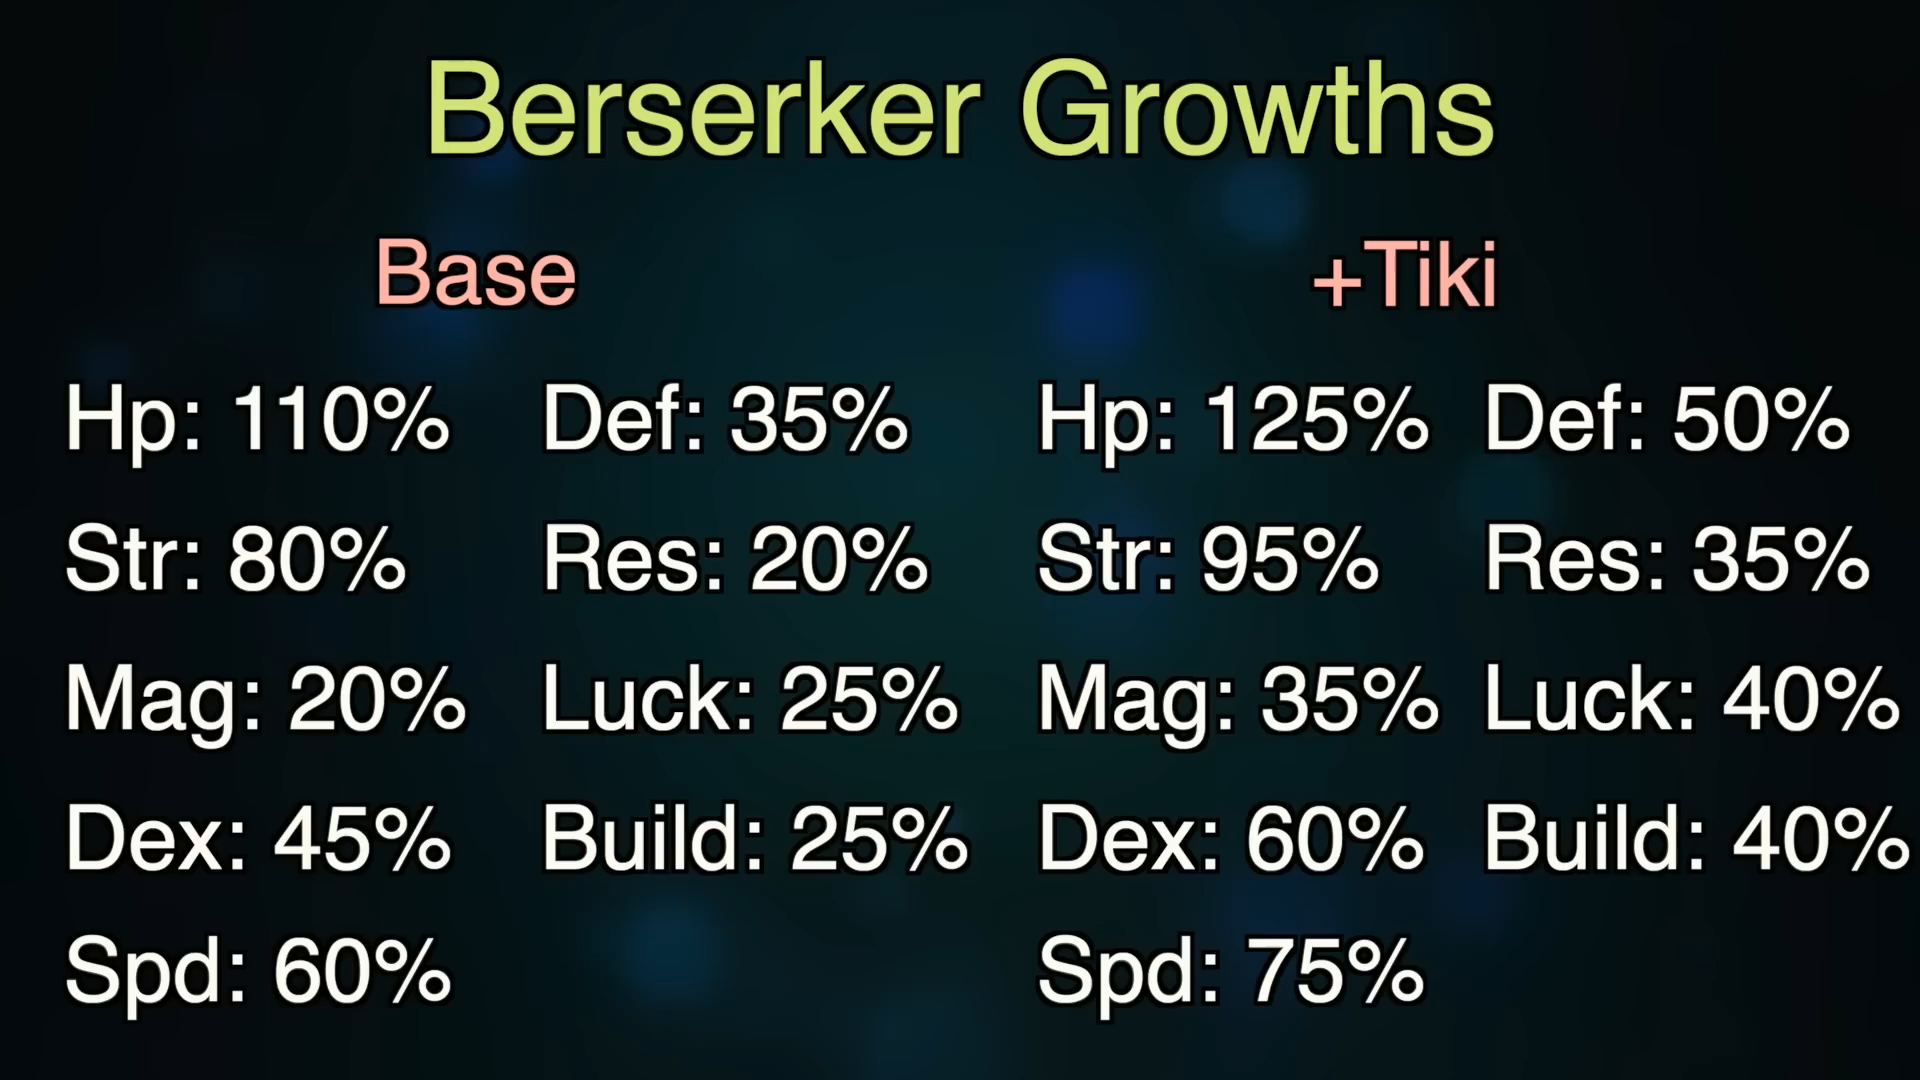 Berserker Growths
Base
+Tiki
Hp: 110% Def: 35% Hp: 125% Def: 50%
Str: 80% Res: 20% Str: 95% Res: 35%
Mag: 20% Luck: 25% Mag: 35% Luck: 40%
Dex: 45% Build: 25% Dex: 60% Build: 40%
Spd: 60% Spd: 75%